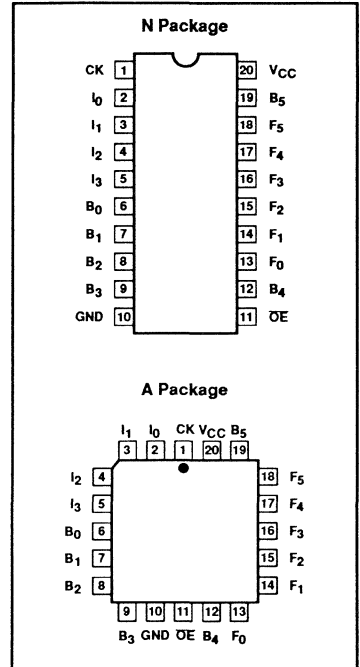 N Package
CK 1 20 VCC
I0 2 19 B5
I1 3 18 F5
I2 4 17 F4
I3 5 16 F3
B0 6 15 F2
B1 7 14 F1
B2 8 13 F0
B3 9 12 B4
GND 10 11 O̅E̅
A Package
I1 I0 CK VCC B5
3 2 1 20 19
I2 4 18 F5
I3 5 17 F4
B0 6 16 F3
B1 7 15 F2
B2 8 14 F1
9 10 11 12 13
B3 GND O̅E̅ B4 F0